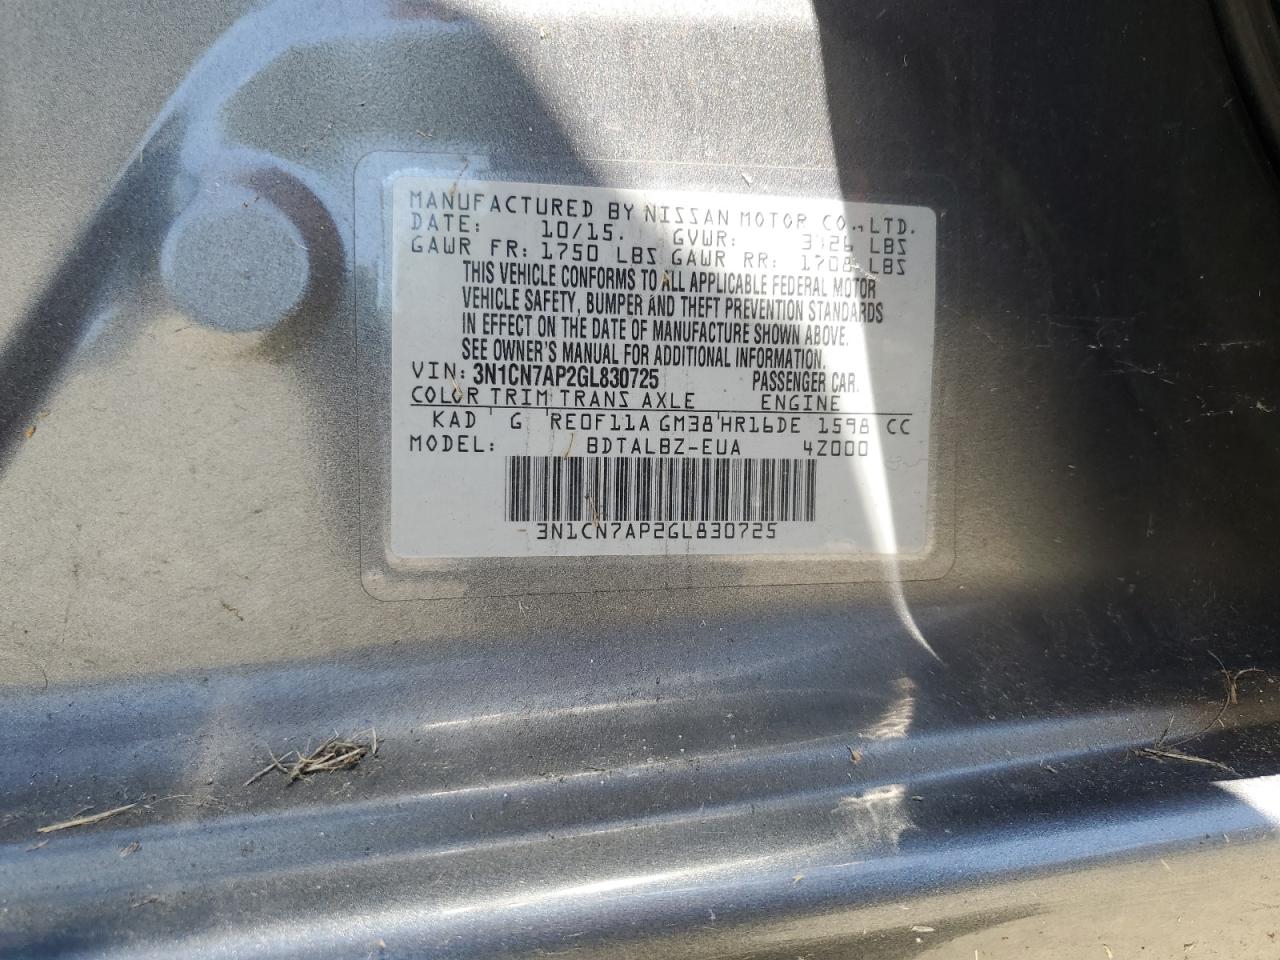 MANUFACTURED BY NISSAN MOTOR CO.,LTD.
DATE: 10/15. GVWR: LBS
GAWR FR: 1750 LBS GAWR RR: 1708 LBS
THIS VEHICLE CONFORMS TO ALL APPLICABLE FEDERAL MOTOR
VEHICLE SAFETY, BUMPER AND THEFT PREVENTION STANDARDS
IN EFFECT ON THE DATE OF MANUFACTURE SHOWN ABOVE.
SEE OWNER'S MANUAL FOR ADDITIONAL INFORMATION.
VIN: 3N1CN7AP2GL830725 PASSENGER CAR.
COLOR TRIM TRANS AXLE ENGINE
KAD G RE0F11A GM38 HR16DE 1598 CC
MODEL: BDTALBZ-EUA 4Z000
3N1CN7AP2GL830725